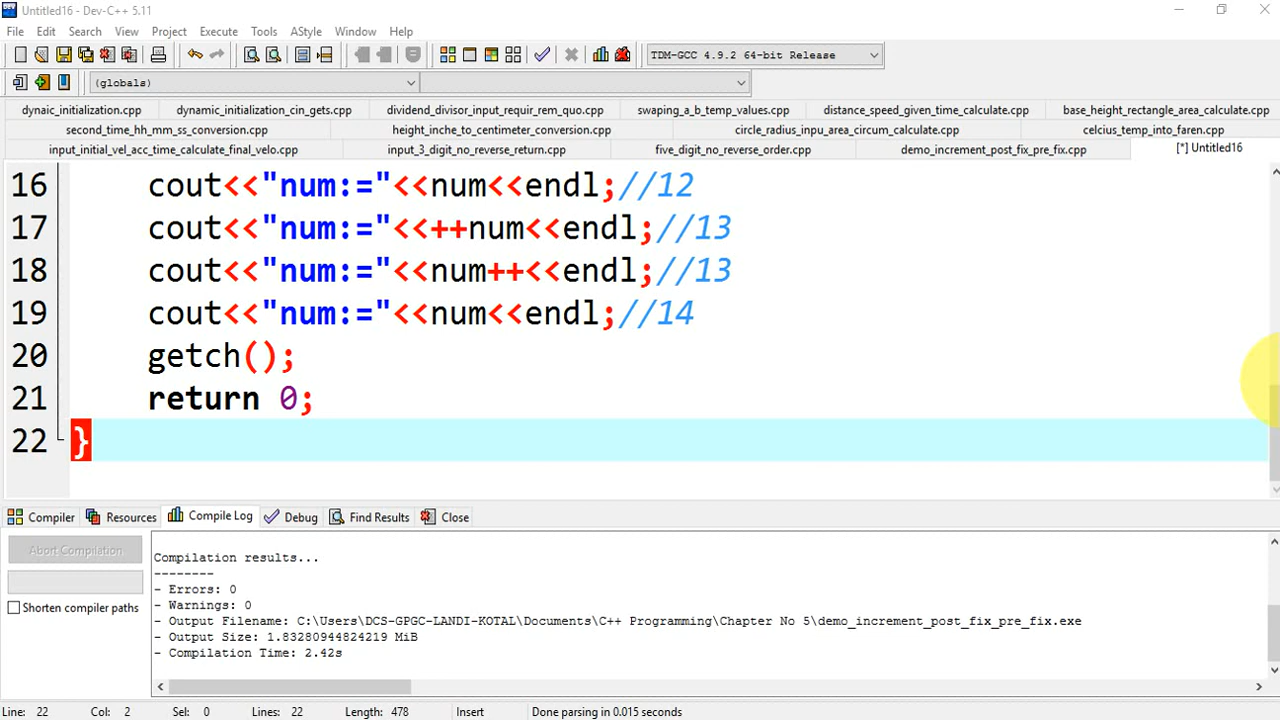 Untitled16 - Dev-C++ 5.11
File Edit Search View Project Execute Tools AStyle Window Help
TDM-GCC 4.9.2 64-bit Release
(globals)
dynaic_initialization.cpp dynamic_initialization_cin_gets.cpp dividend_divisor_input_requir_rem_quo.cpp swaping_a_b_temp_values.cpp distance_speed_given_time_calculate.cpp base_height_rectangle_area_calculate.cpp
second_time_hh_mm_ss_conversion.cpp height_inche_to_centimeter_conversion.cpp circle_radius_inpu_area_circum_calculate.cpp celcius_temp_into_faren.cpp
input_initial_vel_acc_time_calculate_final_velo.cpp input_3_digit_no_reverse_return.cpp five_digit_no_reverse_order.cpp demo_increment_post_fix_pre_fix.cpp [*] Untitled16
16 cout<<"num:="<<num<<endl;//12
17 cout<<"num:="<<++num<<endl;//13
18 cout<<"num:="<<num++<<endl;//13
19 cout<<"num:="<<num<<endl;//14
20 getch();
21 return 0;
22 }
Compiler Resources Compile Log Debug Find Results Close
Abort Compilation
Shorten compiler paths
Compilation results...
--------
- Errors: 0
- Warnings: 0
- Output Filename: C:\Users\DCS-GPGC-LANDI-KOTAL\Documents\C++ Programming\Chapter No 5\demo_increment_post_fix_pre_fix.exe
- Output Size: 1.83280944824219 MiB
- Compilation Time: 2.42s
Line: 22 Col: 2 Sel: 0 Lines: 22 Length: 478 Insert Done parsing in 0.015 seconds